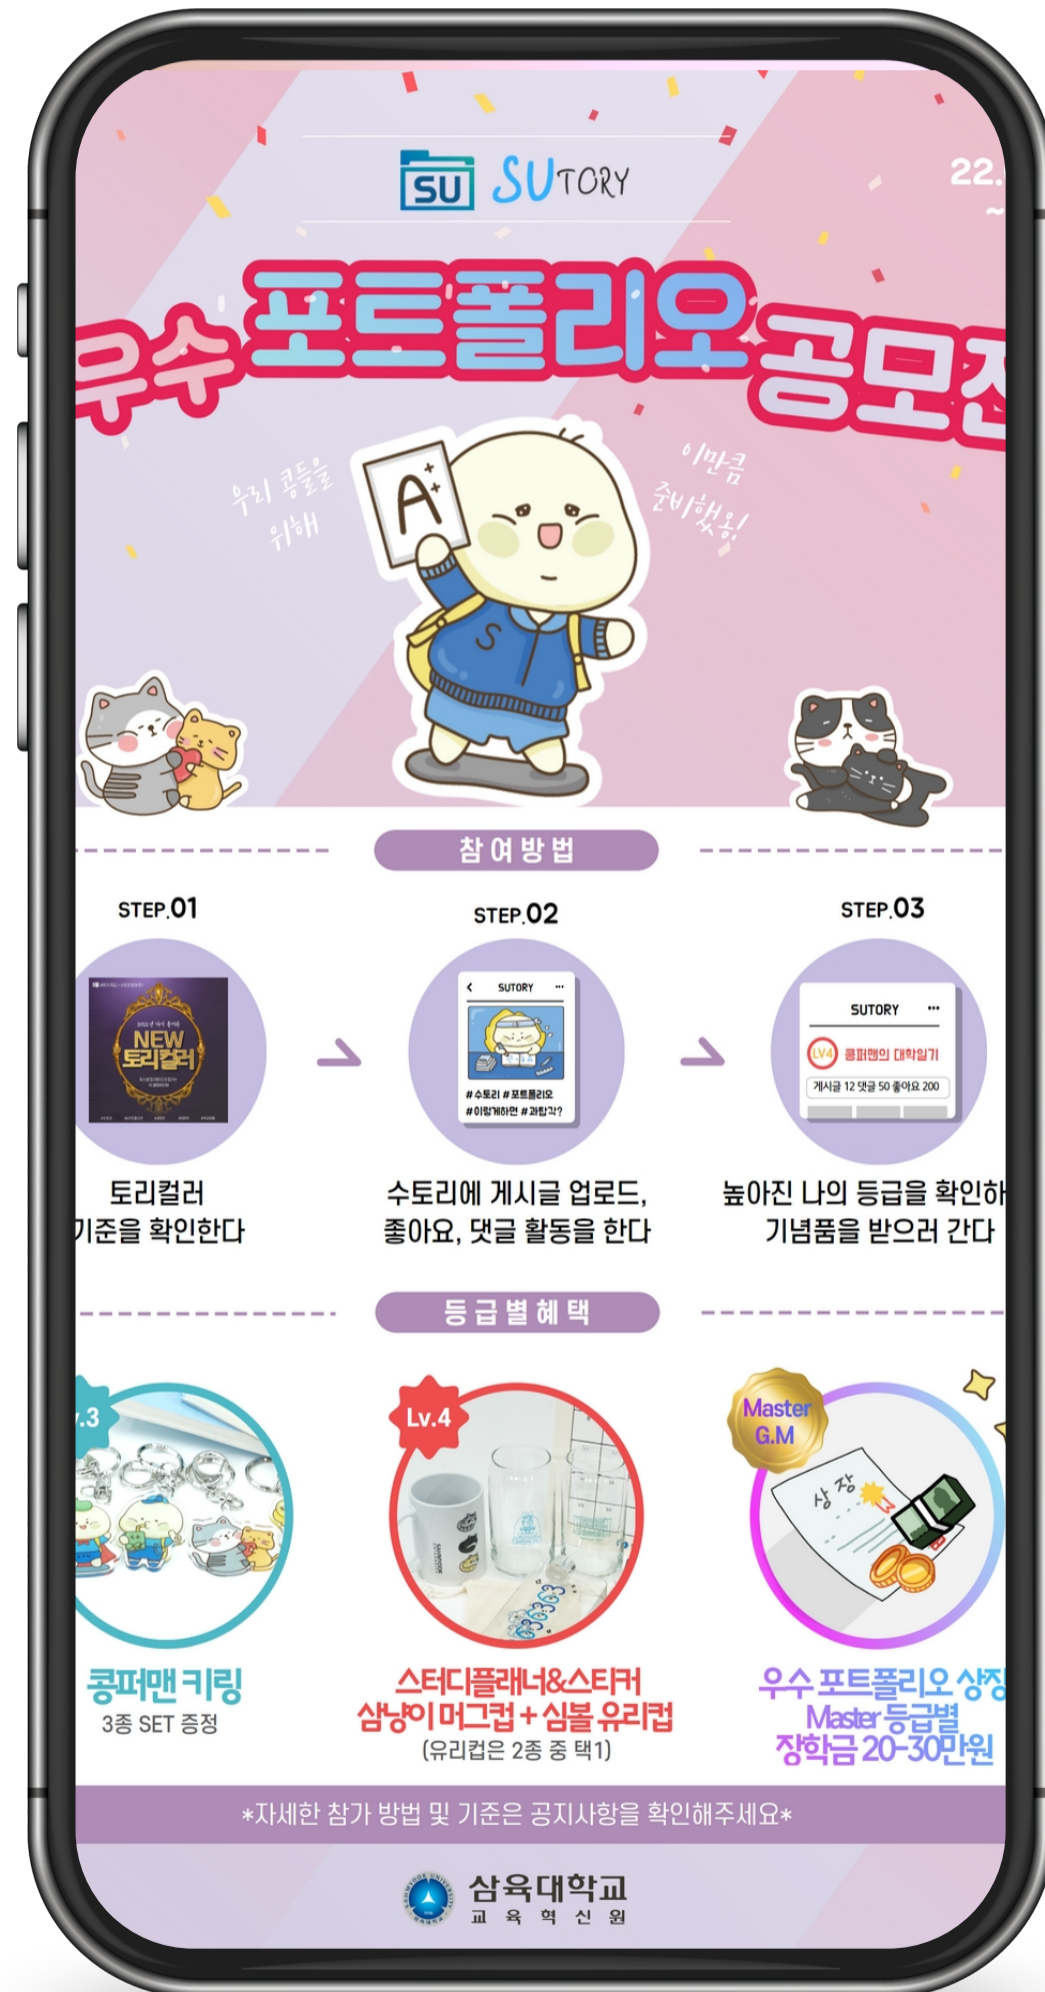 SU SUTORY
22.
~
우수 포트폴리오 공모전
우리 콩들을
위해
이만큼
준비했옹!
A++
S
참여방법
STEP.01
NEW
토리컬러
토리컬러
기준을 확인한다
STEP.02
SUTORY
#수토리 #포트폴리오
#이렇게하면 #과탑각?
수토리에 게시글 업로드,
좋아요, 댓글 활동을 한다
STEP.03
SUTORY
LV4 콩퍼맨의 대학일기
게시글 12 댓글 50 좋아요 200
높아진 나의 등급을 확인하
기념품을 받으러 간다
등급별혜택
v.3
콩퍼맨 키링
3종 SET 증정
Lv.4
스터디플래너&스티커
삼냥이 머그컵 + 심볼 유리컵
(유리컵은 2종 중 택1)
Master
G.M
상장
우수 포트폴리오 상장
Master 등급별
장학금 20-30만원
*자세한 참가 방법 및 기준은 공지사항을 확인해주세요*
삼육대학교
교육혁신원